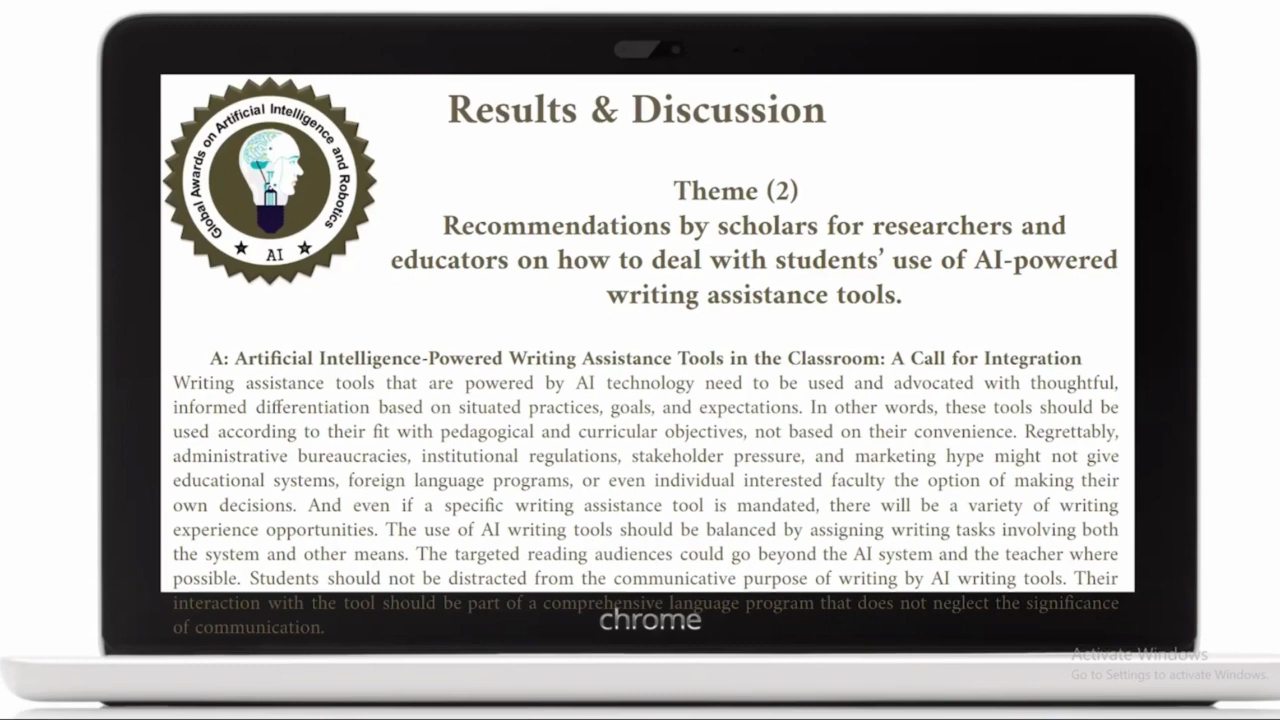 Global Awards on Artificial Intelligence and Robotics
AI
Results & Discussion
Theme (2)
Recommendations by scholars for researchers and
educators on how to deal with students’ use of AI-powered
writing assistance tools.
A: Artificial Intelligence-Powered Writing Assistance Tools in the Classroom: A Call for Integration
Writing assistance tools that are powered by AI technology need to be used and advocated with thoughtful,
informed differentiation based on situated practices, goals, and expectations. In other words, these tools should be
used according to their fit with pedagogical and curricular objectives, not based on their convenience. Regrettably,
administrative bureaucracies, institutional regulations, stakeholder pressure, and marketing hype might not give
educational systems, foreign language programs, or even individual interested faculty the option of making their
own decisions. And even if a specific writing assistance tool is mandated, there will be a variety of writing
experience opportunities. The use of AI writing tools should be balanced by assigning writing tasks involving both
the system and other means. The targeted reading audiences could go beyond the AI system and the teacher where
possible. Students should not be distracted from the communicative purpose of writing by AI writing tools. Their
interaction with the tool should be part of a comprehensive language program that does not neglect the significance
of communication.
chrome
Activate Windows
Go to Settings to activate Windows.